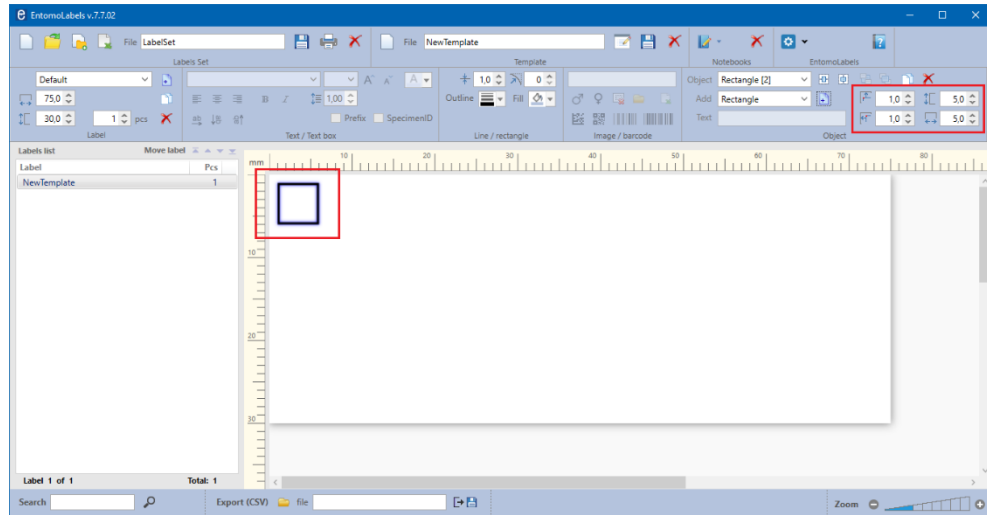 EntomoLabels v.7.7.02
File LabelSet File NewTemplate
Labels Set Template Notebooks EntomoLabels
Default 1,0 0 Object Rectangle [2]
75,0 1,00 Outline Fill Add Rectangle 1,0 5,0
30,0 1 pcs Prefix SpecimenID Text 1,0 5,0
Label Text / Text box Line / rectangle Image / barcode Object
Labels list Move label
Label Pcs
NewTemplate 1
mm 10 20 30 40 50 60 70 80
10
20
30
Label 1 of 1 Total: 1
Search Export (CSV) file Zoom